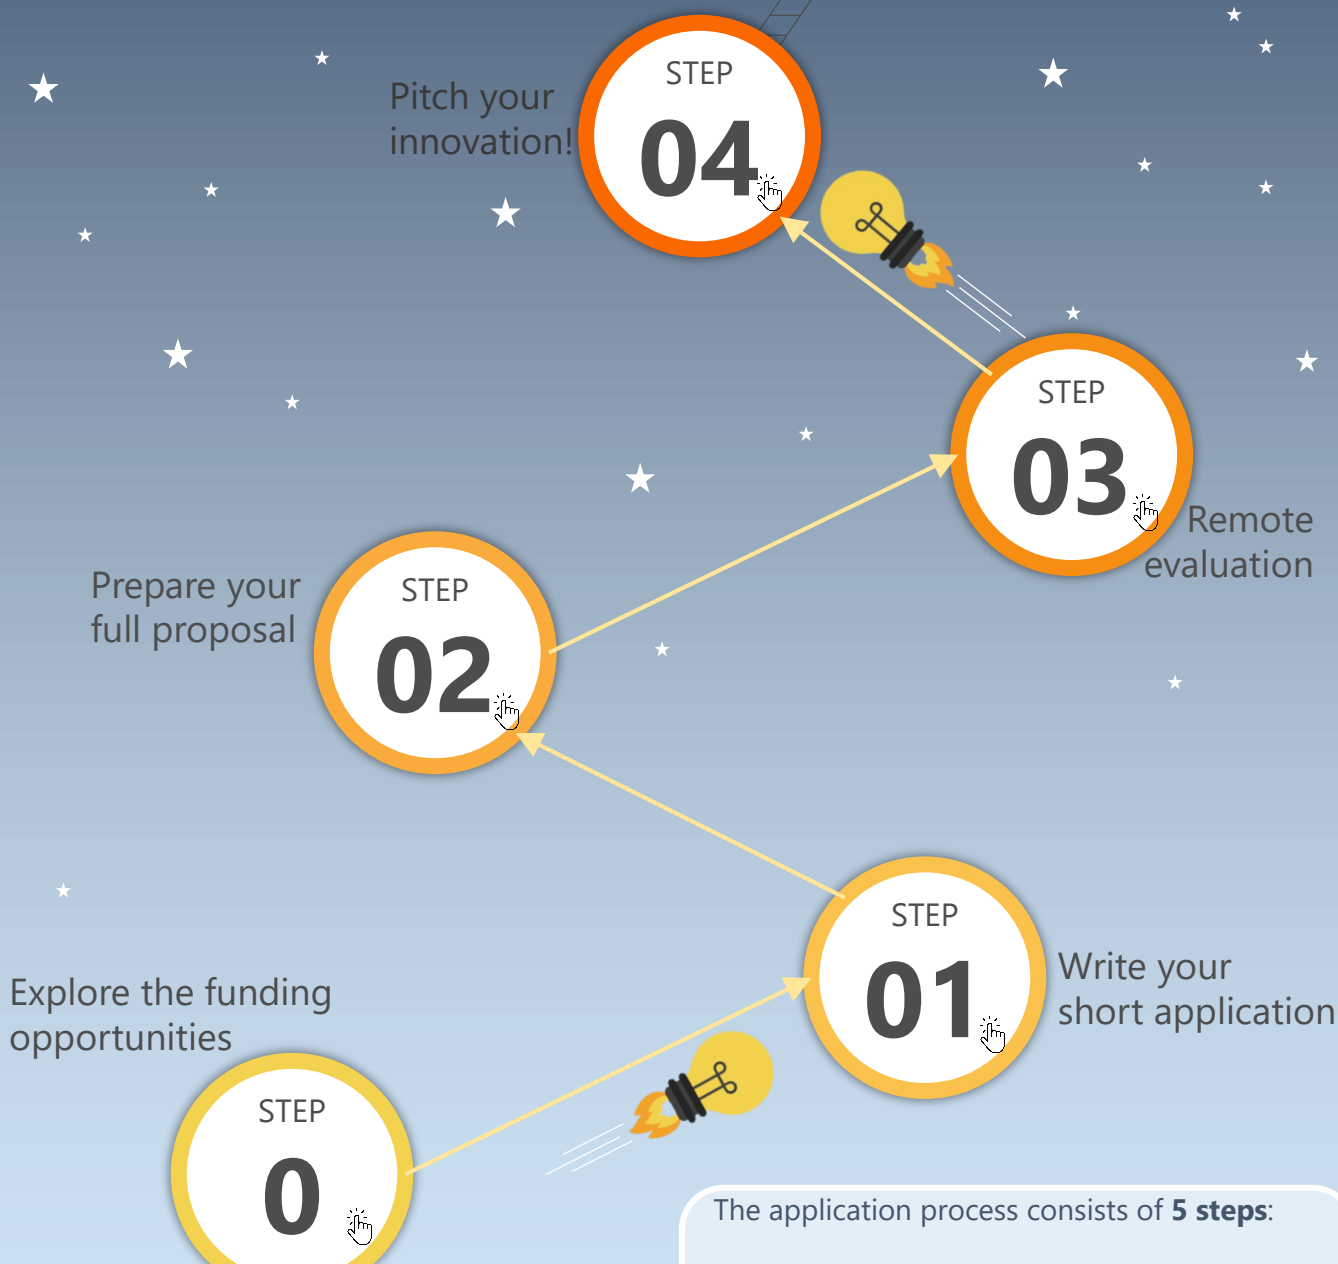 STEP
04
Pitch your
innovation!
STEP
03
Remote
evaluation
STEP
02
Prepare your
full proposal
STEP
01
Write your
short application
Explore the funding
opportunities
STEP
0
The application process consists of 5 steps: